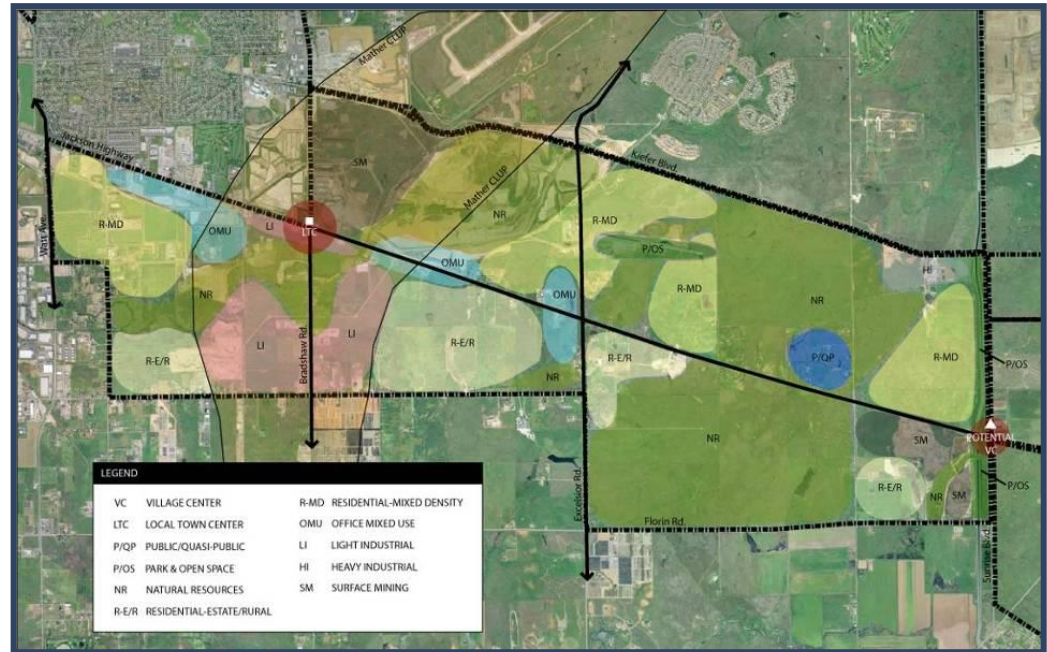 Mather CLUP
Jackson Highway
SM
Kiefer Blvd.
Mather CLUP
NR
R-MD
R-MD
OMU
LI
LTC
P/OS
OMU
HI
Watt Ave.
NR
R-MD
OMU
NR
LI
LI
Bradshaw Rd.
R-E/R
R-E/R
R-E/R
P/QP
R-MD
P/OS
NR
NR
SM
POTENTIAL
VC
R-E/R
NR
SM
P/OS
Excelsior Rd.
Florin Rd.
Sunrise Blvd.
LEGEND
VC VILLAGE CENTER
LTC LOCAL TOWN CENTER
P/QP PUBLIC/QUASI-PUBLIC
P/OS PARK & OPEN SPACE
NR NATURAL RESOURCES
R-E/R RESIDENTIAL-ESTATE/RURAL
R-MD RESIDENTIAL-MIXED DENSITY
OMU OFFICE MIXED USE
LI LIGHT INDUSTRIAL
HI HEAVY INDUSTRIAL
SM SURFACE MINING